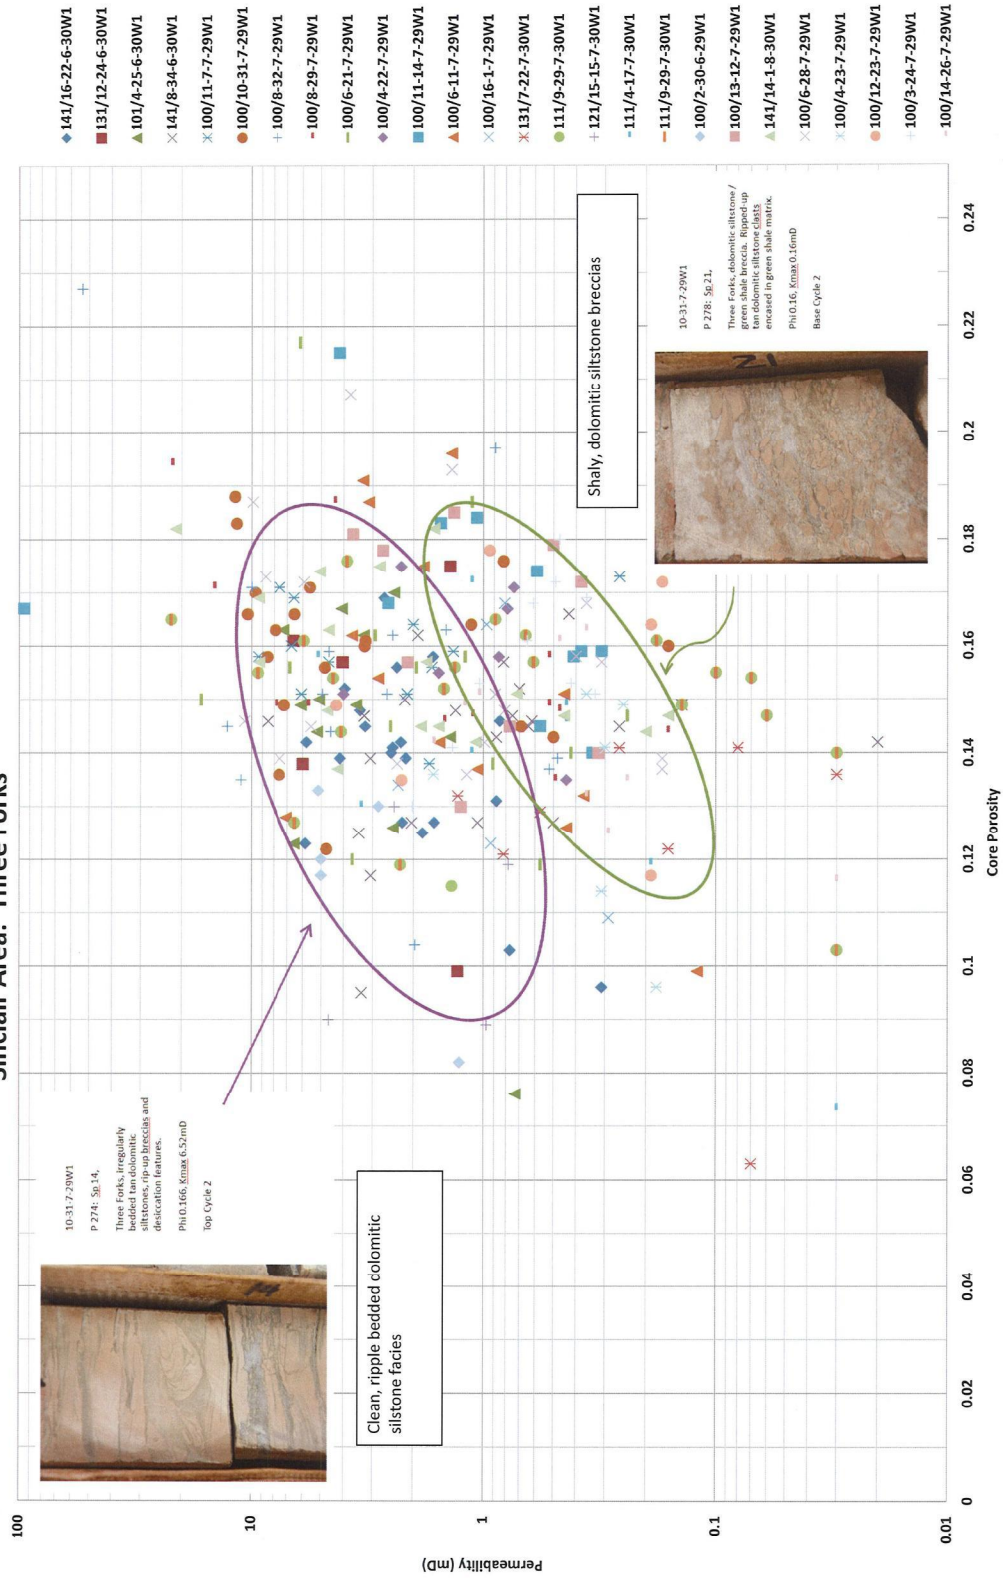 Sinclair Area: Three Forks
100
10
1
0.1
0.01
Permeability (mD)
0
0.02
0.04
0.06
0.08
0.1
0.12
0.14
0.16
0.18
0.2
0.22
0.24
Core Porosity
10-31-7-29W1
P 274: Sp 14,
Three Forks, irregularly
bedded tan dolomitic
siltstones, rip-up breccias and
desiccation features.
Phi 0.166, Kmax 6.52mD
Top Cycle 2
14
Clean, ripple bedded dolomitic
silstone facies
Shaly, dolomitic siltstone breccias
10-31-7-29W1
P 278: Sp 21,
Three Forks, dolomitic siltstone /
green shale breccia. Ripped-up
tan dolomitic siltstone clasts
encased in green shale matrix.
Phi 0.16, Kmax 0.16mD
Base Cycle 2
21
141/16-22-6-30W1
131/12-24-6-30W1
101/4-25-6-30W1
141/8-34-6-30W1
100/11-7-7-29W1
100/10-31-7-29W1
100/8-32-7-29W1
100/8-29-7-29W1
100/6-21-7-29W1
100/4-22-7-29W1
100/11-14-7-29W1
100/6-11-7-29W1
100/16-1-7-29W1
131/7-22-7-30W1
111/9-29-7-30W1
121/15-15-7-30W1
111/4-17-7-30W1
111/9-29-7-30W1
100/2-30-6-29W1
100/13-12-7-29W1
141/14-1-8-30W1
100/6-28-7-29W1
100/4-23-7-29W1
100/12-23-7-29W1
100/3-24-7-29W1
100/14-26-7-29W1